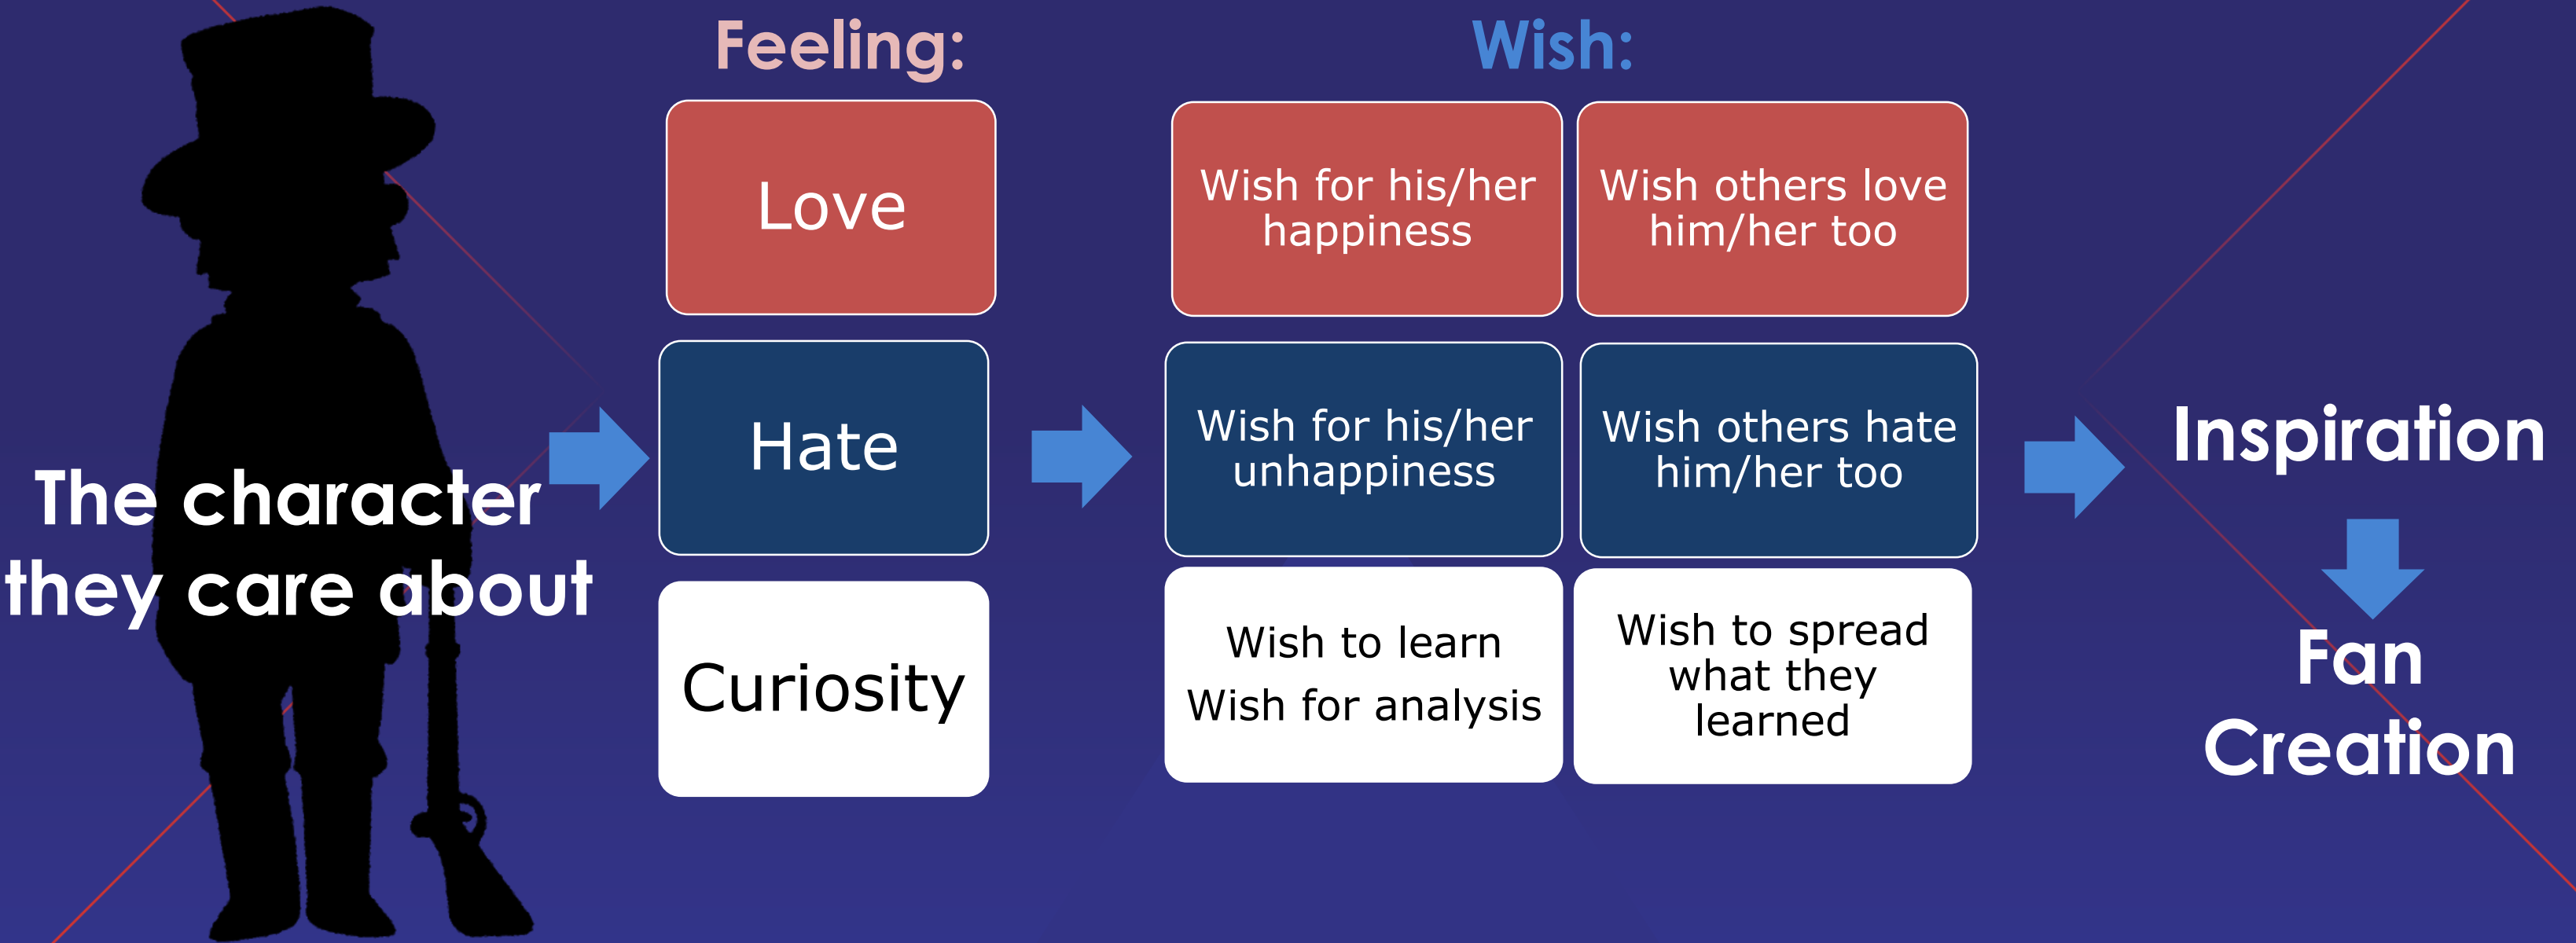 Feeling:
Wish:
The character
they care about
Love
Hate
Curiosity
Wish for his/her
happiness
Wish others love
him/her too
Wish for his/her
unhappiness
Wish others hate
him/her too
Wish to learn
Wish for analysis
Wish to spread
what they
learned
Inspiration
Fan
Creation